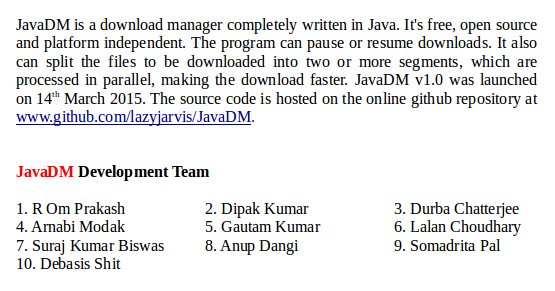 JavaDM is a download manager completely written in Java. It's free, open source
and platform independent. The program can pause or resume downloads. It also
can split the files to be downloaded into two or more segments, which are
processed in parallel, making the download faster. JavaDM v1.0 was launched
on 14th March 2015. The source code is hosted on the online github repository at
www.github.com/lazyjarvis/JavaDM.
JavaDM Development Team
1. R Om Prakash 2. Dipak Kumar 3. Durba Chatterjee
4. Arnabi Modak 5. Gautam Kumar 6. Lalan Choudhary
7. Suraj Kumar Biswas 8. Anup Dangi 9. Somadrita Pal
10. Debasis Shit